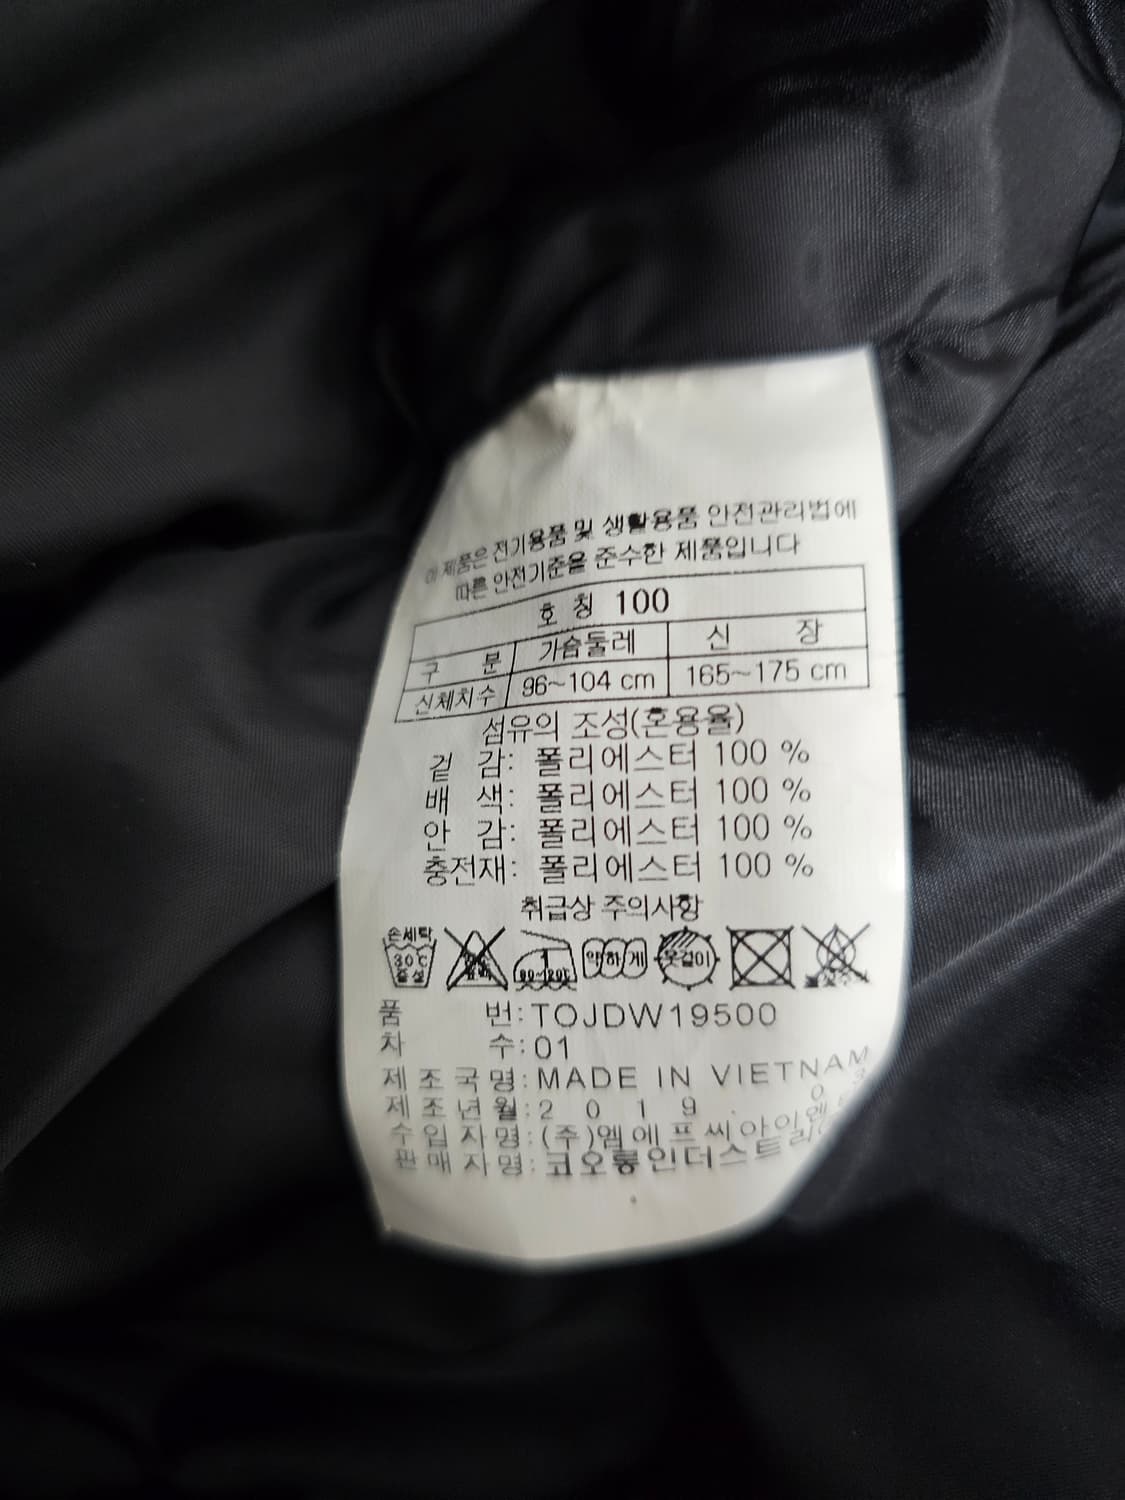 이 제품은 전기용품 및 생활용품 안전관리법에
따른 안전기준을 준수한 제품입니다
호 칭 100
구 분 가슴둘레 신 장
신체치수 96~104 cm 165~175 cm
섬유의 조성(혼용율)
겉 감: 폴리에스터 100 %
배 색: 폴리에스터 100 %
안 감: 폴리에스터 100 %
충전재: 폴리에스터 100 %
취급상 주의사항
손세탁 30℃ 중성 약하게 옷걸이
품 번:TOJDW19500
차 수:01
제조국명:MADE IN VIETNAM
제조년월:2019. 0
수입자명:(주)엠에프씨아이엔
판매자명:코오롱인더스트리